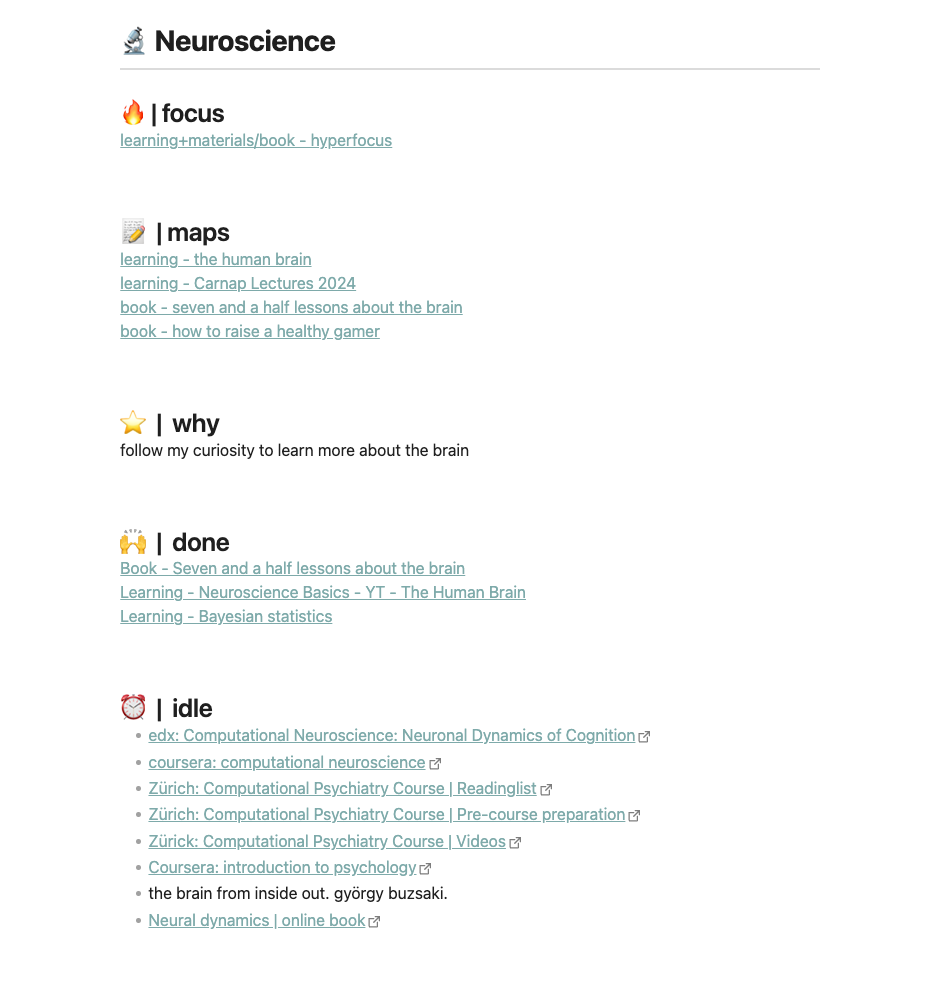 🔬 Neuroscience
🔥 | focus
learning+materials/book - hyperfocus
📝 | maps
learning - the human brain
learning - Carnap Lectures 2024
book - seven and a half lessons about the brain
book - how to raise a healthy gamer
⭐ | why
follow my curiosity to learn more about the brain
🙌 | done
Book - Seven and a half lessons about the brain
Learning - Neuroscience Basics - YT - The Human Brain
Learning - Bayesian statistics
⏰ | idle
• edx: Computational Neuroscience: Neuronal Dynamics of Cognition
• coursera: computational neuroscience
• Zürich: Computational Psychiatry Course | Readinglist
• Zürich: Computational Psychiatry Course | Pre-course preparation
• Zürick: Computational Psychiatry Course | Videos
• Coursera: introduction to psychology
• the brain from inside out. györgy buzsaki.
• Neural dynamics | online book